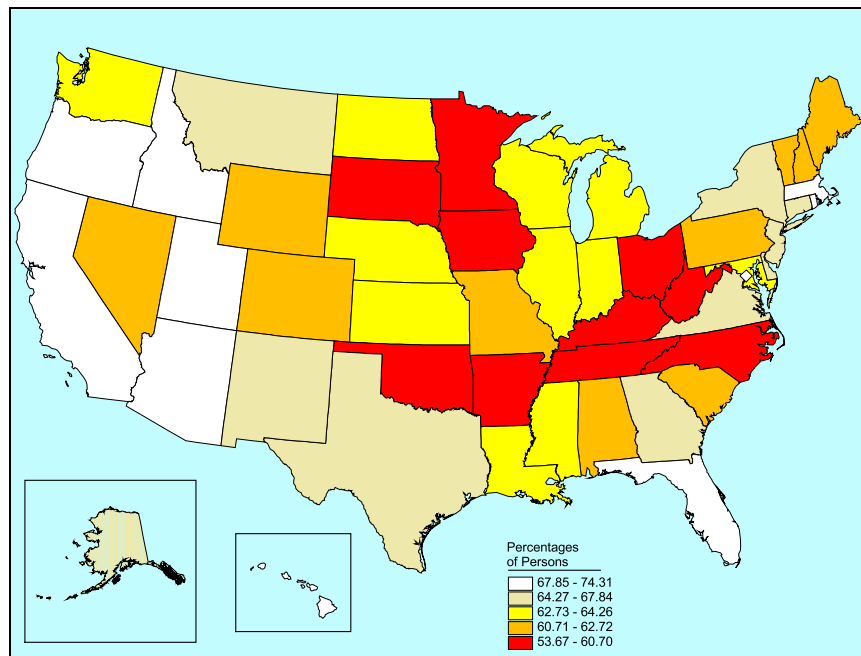 Percentages
of Persons
67.85 - 74.31
64.27 - 67.84
62.73 - 64.26
60.71 - 62.72
53.67 - 60.70